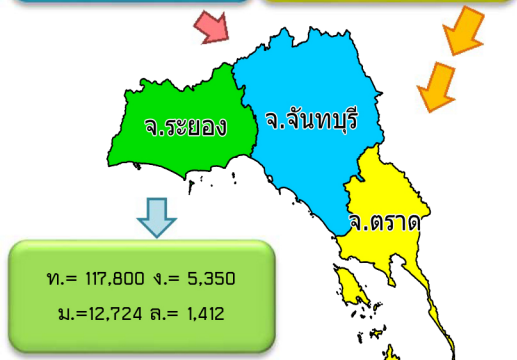 จ.ระยอง
จ.จันทบุรี
จ.ตราด
ท.= 117,800 ง.= 5,350
ม.=12,724 ล.= 1,412